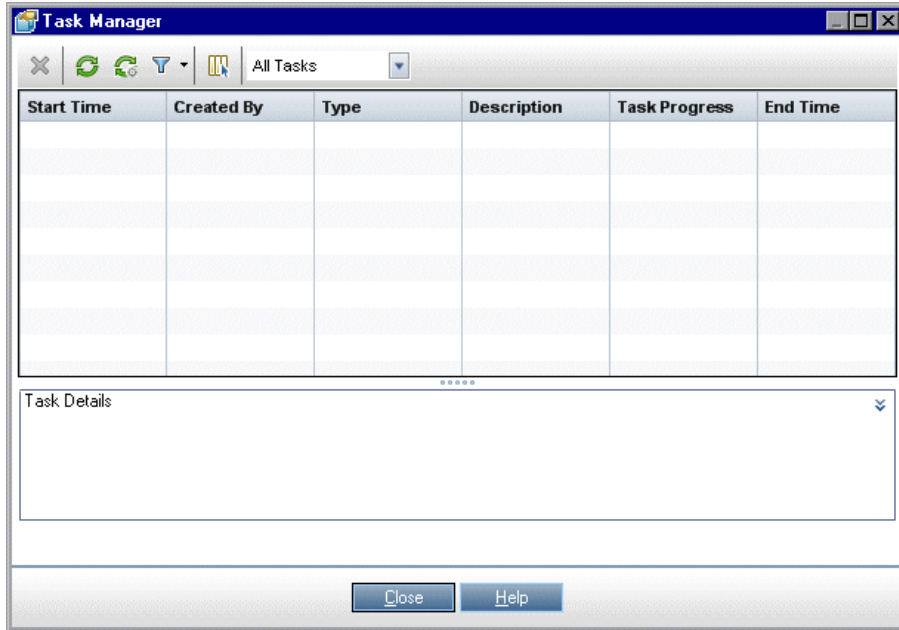 Task Manager
All Tasks
Start Time Created By Type Description Task Progress End Time
Task Details
Close Help